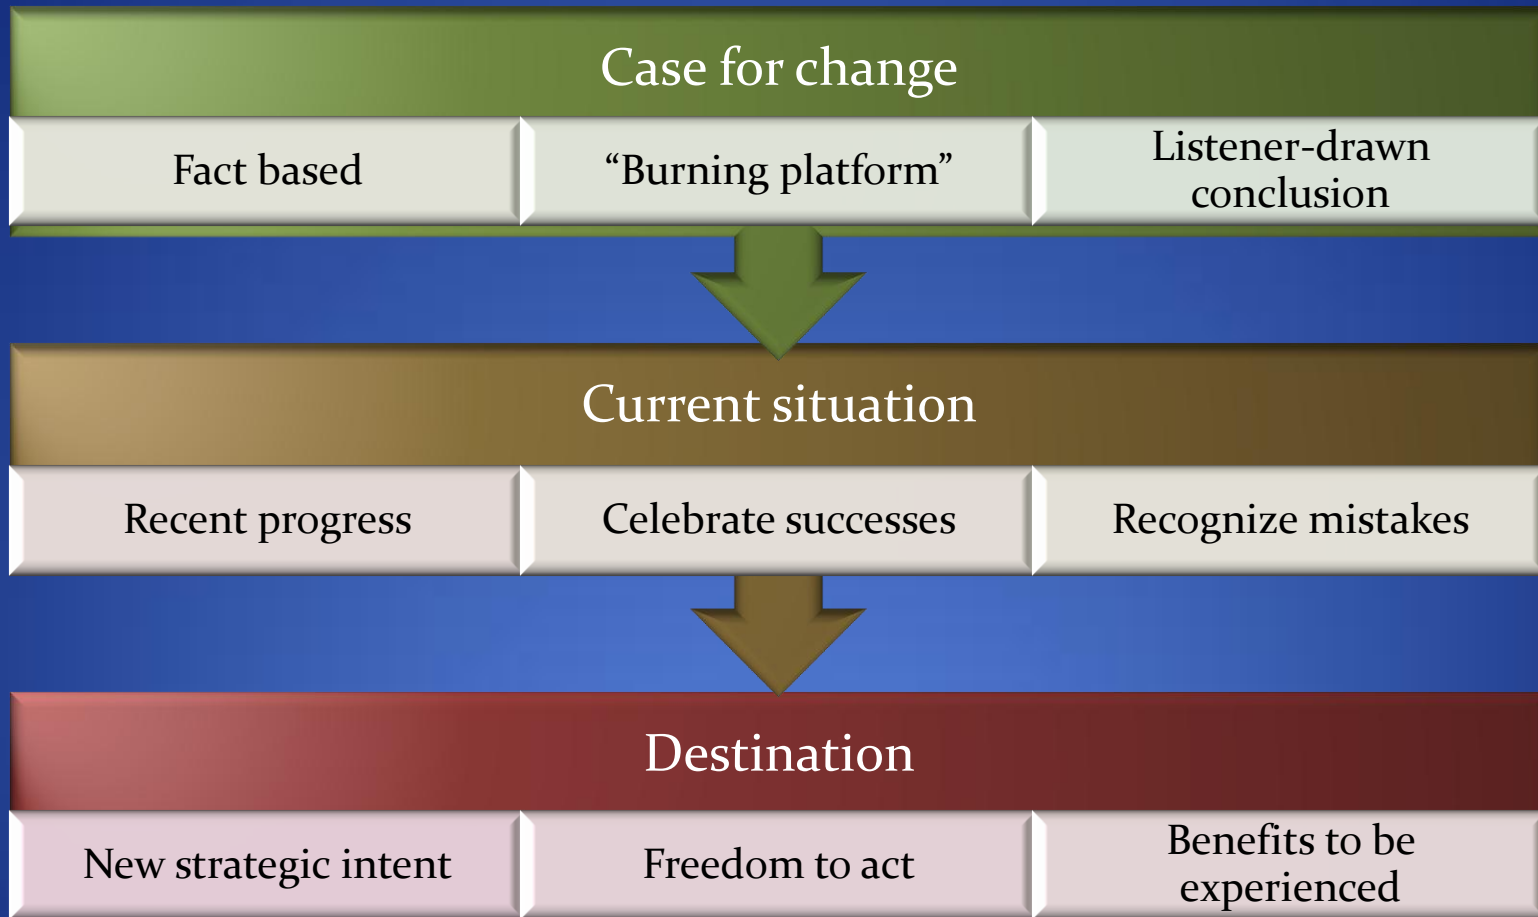 Case for change
Fact based
“Burning platform”
Listener-drawn
conclusion
Current situation
Recent progress
Celebrate successes
Recognize mistakes
Destination
New strategic intent
Freedom to act
Benefits to be
experienced